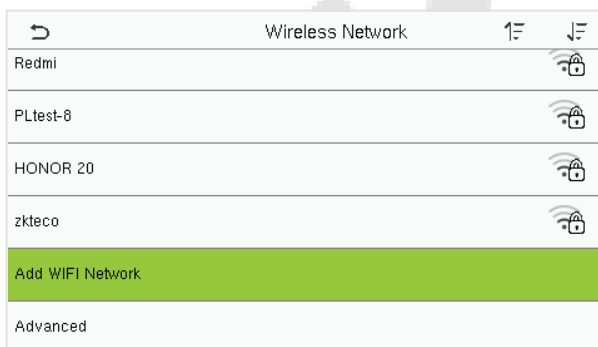 Wireless Network
Redmi
PLtest-8
HONOR 20
zkteco
Add WIFI Network
Advanced